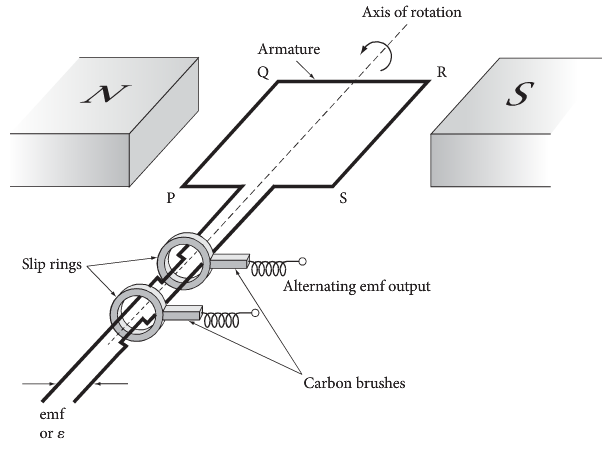 Axis of rotation
Armature
Q
R
N
S
P
S
Slip rings
Alternating emf output
Carbon brushes
emf
or ε